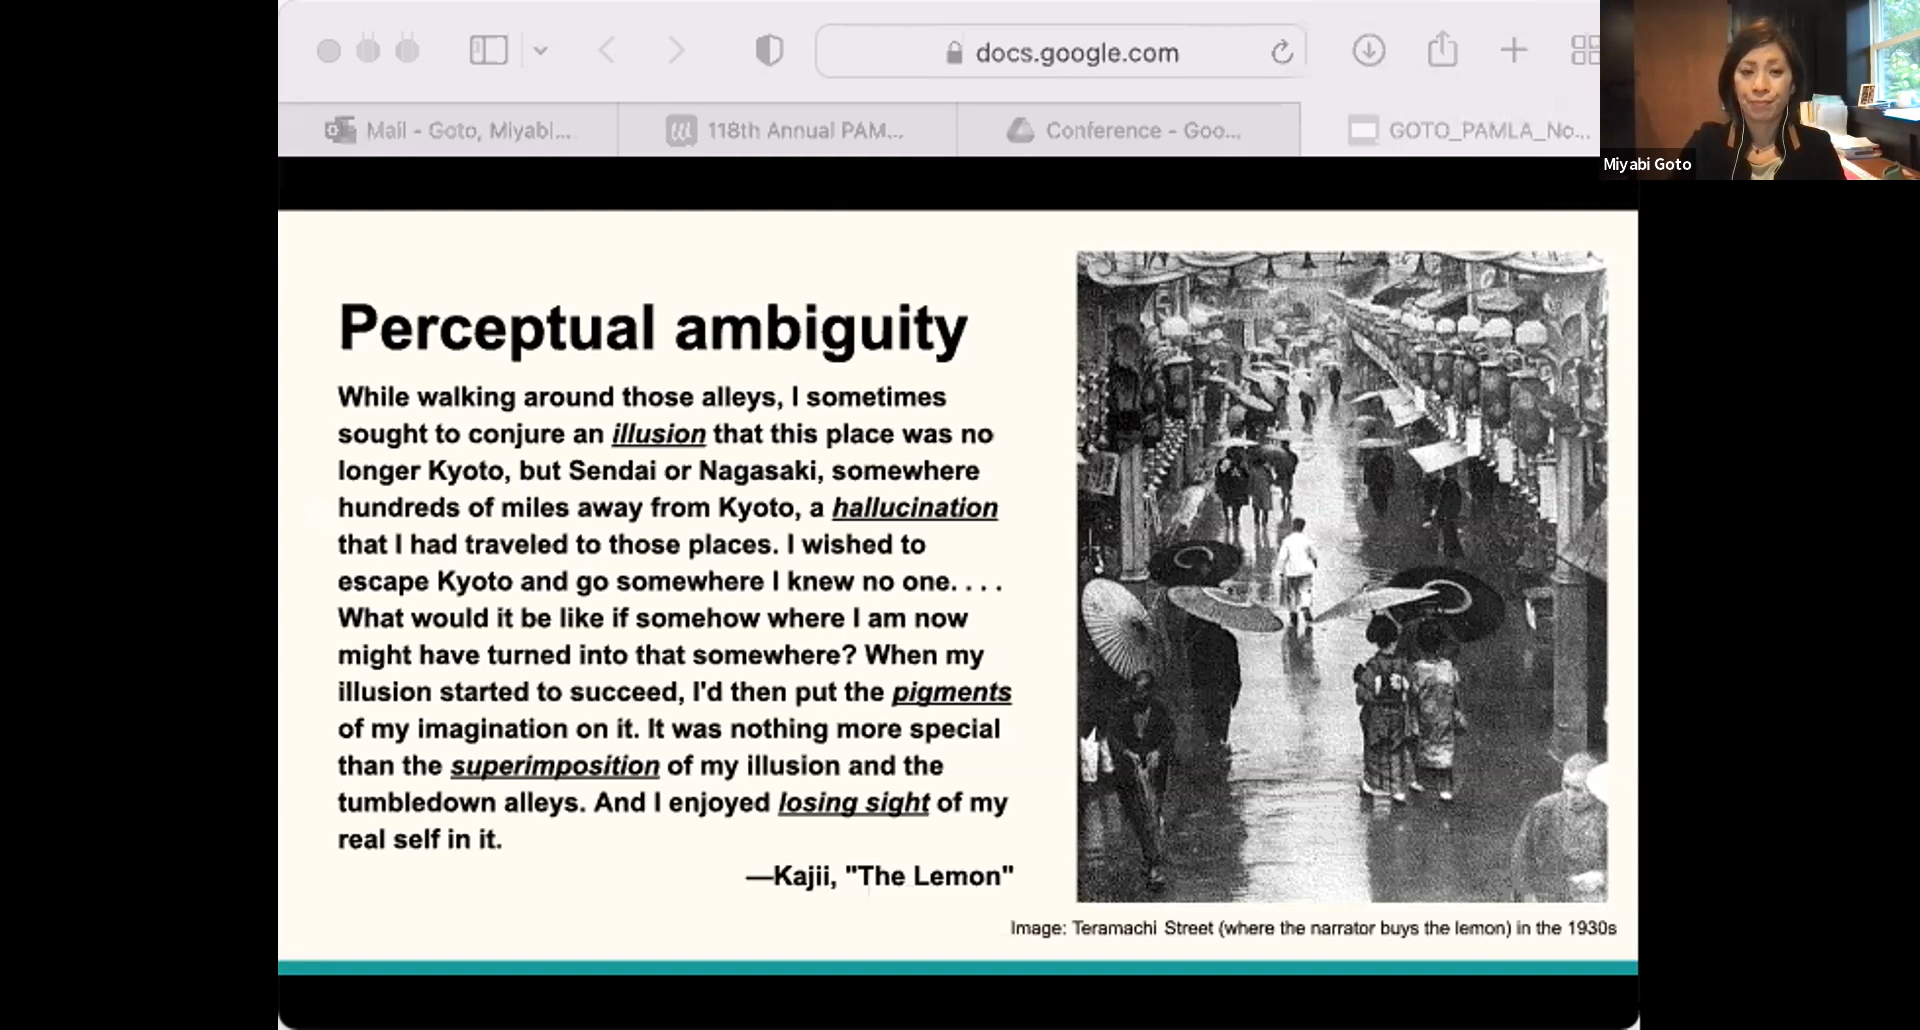 docs.google.com
Mail - Goto, Miyabi...
118th Annual PAM...
Conference - Goo...
GOTO_PAMLA_No...
Miyabi Goto
Perceptual ambiguity
While walking around those alleys, I sometimes
sought to conjure an illusion that this place was no
longer Kyoto, but Sendai or Nagasaki, somewhere
hundreds of miles away from Kyoto, a hallucination
that I had traveled to those places. I wished to
escape Kyoto and go somewhere I knew no one. . . .
What would it be like if somehow where I am now
might have turned into that somewhere? When my
illusion started to succeed, I'd then put the pigments
of my imagination on it. It was nothing more special
than the superimposition of my illusion and the
tumbledown alleys. And I enjoyed losing sight of my
real self in it.
—Kajii, "The Lemon"
Image: Teramachi Street (where the narrator buys the lemon) in the 1930s